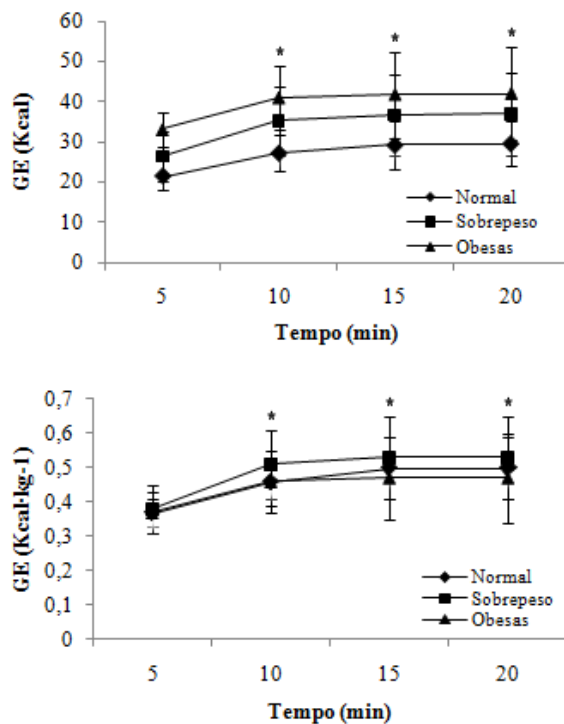 GE (Kcal)
60
50
40
30
20
10
0
* * *
Normal
Sobrepeso
Obesas
5 10 15 20
Tempo (min)
GE (Kcal·kg-1)
0,7
0,6
0,5
0,4
0,3
0,2
0,1
0
* * *
Normal
Sobrepeso
Obesas
5 10 15 20
Tempo (min)